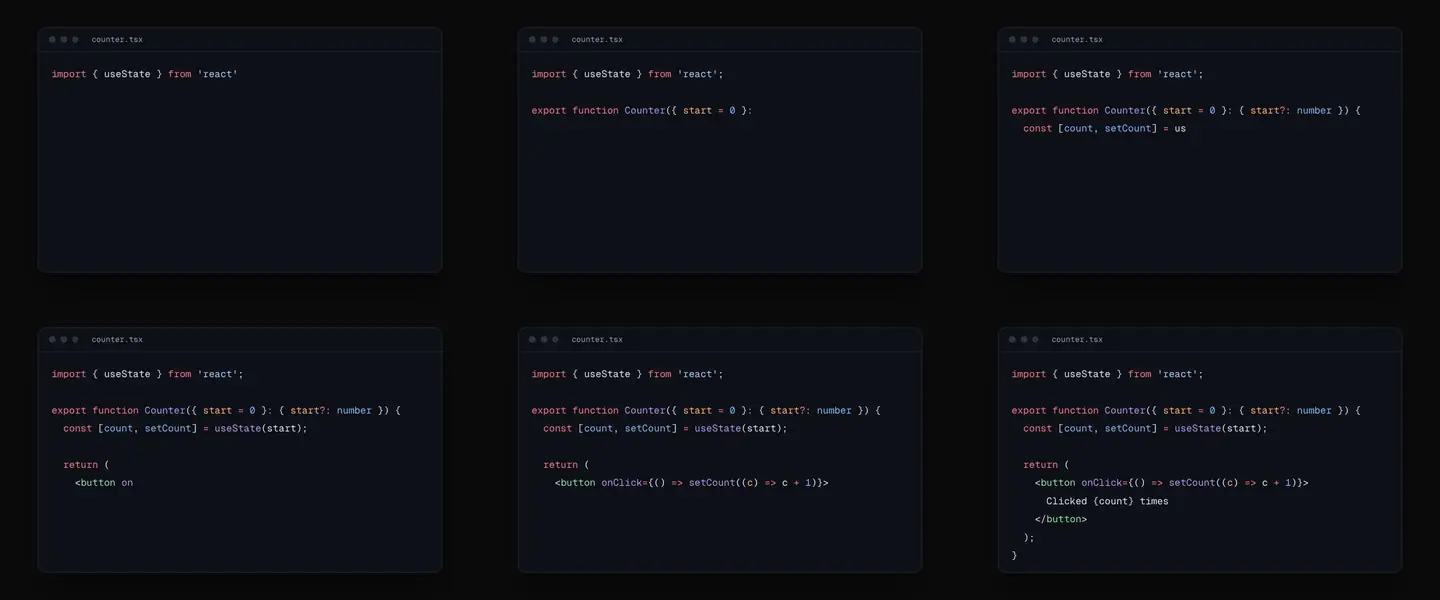 counter.tsx
import { useState } from 'react'
counter.tsx
import { useState } from 'react';
export function Counter({ start = 0 }:
counter.tsx
import { useState } from 'react';
export function Counter({ start = 0 }: { start?: number }) {
const [count, setCount] = us
counter.tsx
import { useState } from 'react';
export function Counter({ start = 0 }: { start?: number }) {
const [count, setCount] = useState(start);
return (
<button on
counter.tsx
import { useState } from 'react';
export function Counter({ start = 0 }: { start?: number }) {
const [count, setCount] = useState(start);
return (
<button onClick={() => setCount((c) => c + 1)}>
counter.tsx
import { useState } from 'react';
export function Counter({ start = 0 }: { start?: number }) {
const [count, setCount] = useState(start);
return (
<button onClick={() => setCount((c) => c + 1)}>
Clicked {count} times
</button>
);
}